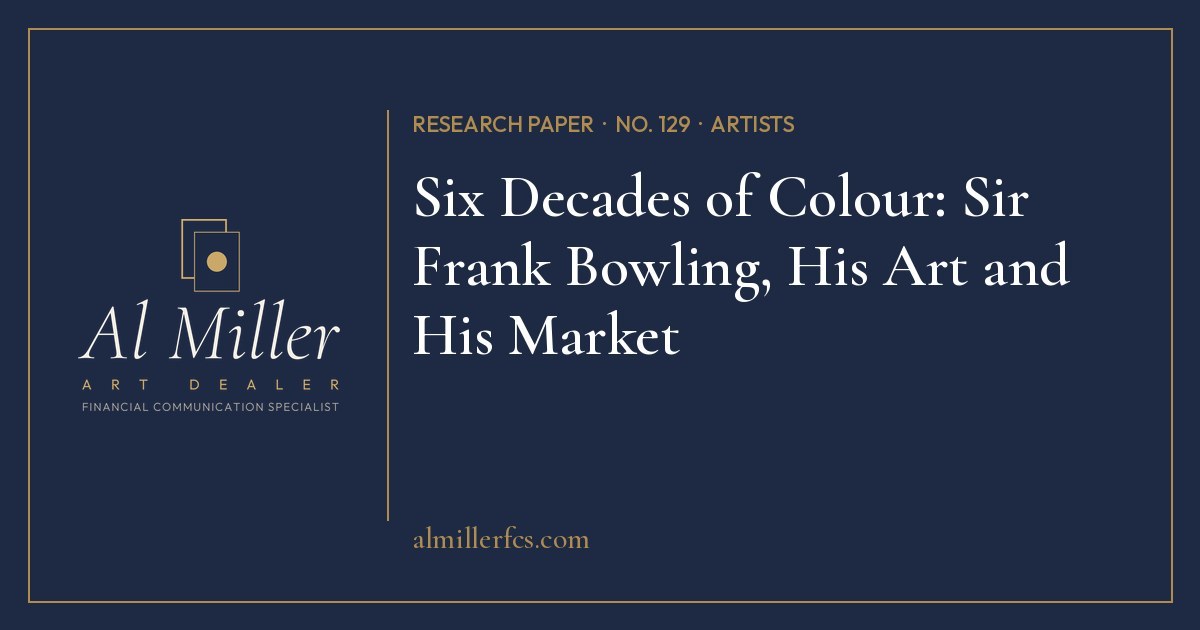 RESEARCH PAPER · NO. 129 · ARTISTS
Six Decades of Colour: Sir
Frank Bowling, His Art and
His Market
Al Miller
ART DEALER
FINANCIAL COMMUNICATION SPECIALIST
almillerfcs.com